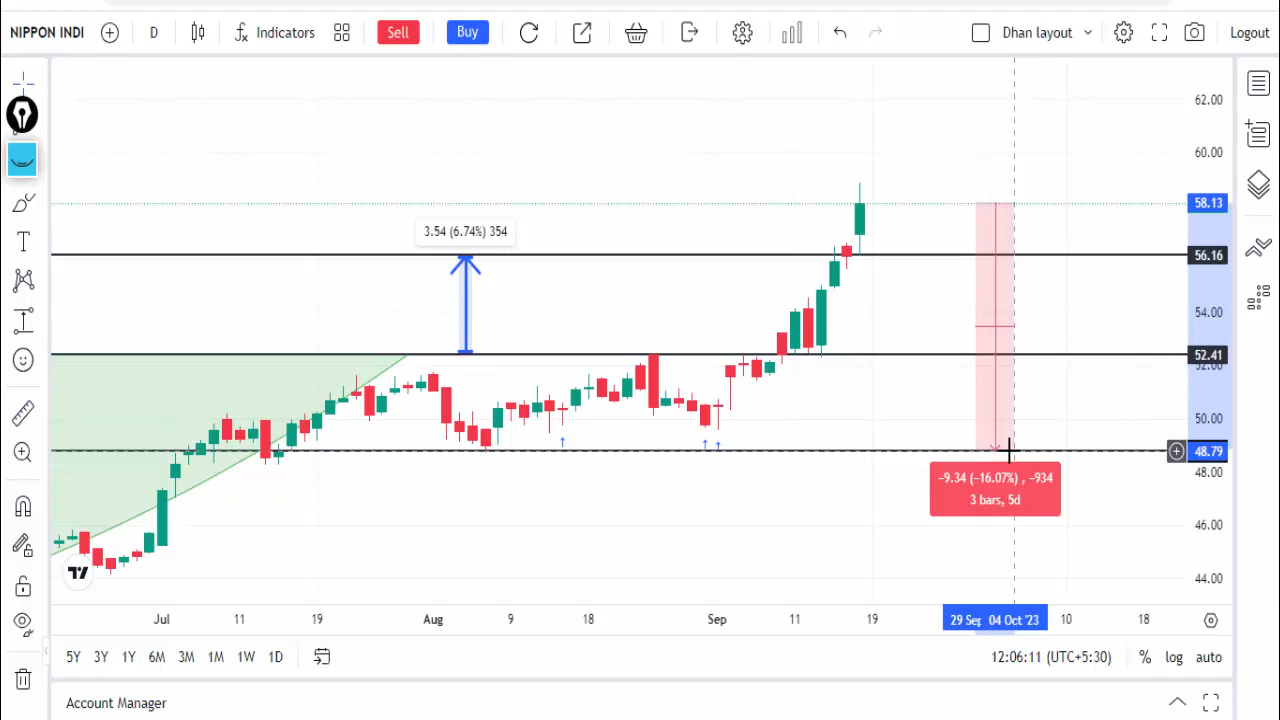 NIPPON INDI D Indicators Sell Buy Dhan layout Logout
62.00
60.00
58.13
3.54 (6.74%) 354
56.16
54.00
52.41
52.00
50.00
48.79
48.00
−9.34 (−16.07%) , −934
3 bars, 5d
46.00
44.00
Jul 11 19 Aug 9 18 Sep 11 19 29 Sep 04 Oct '23 10 18
5Y 3Y 1Y 6M 3M 1M 1W 1D 12:06:11 (UTC+5:30) % log auto
Account Manager